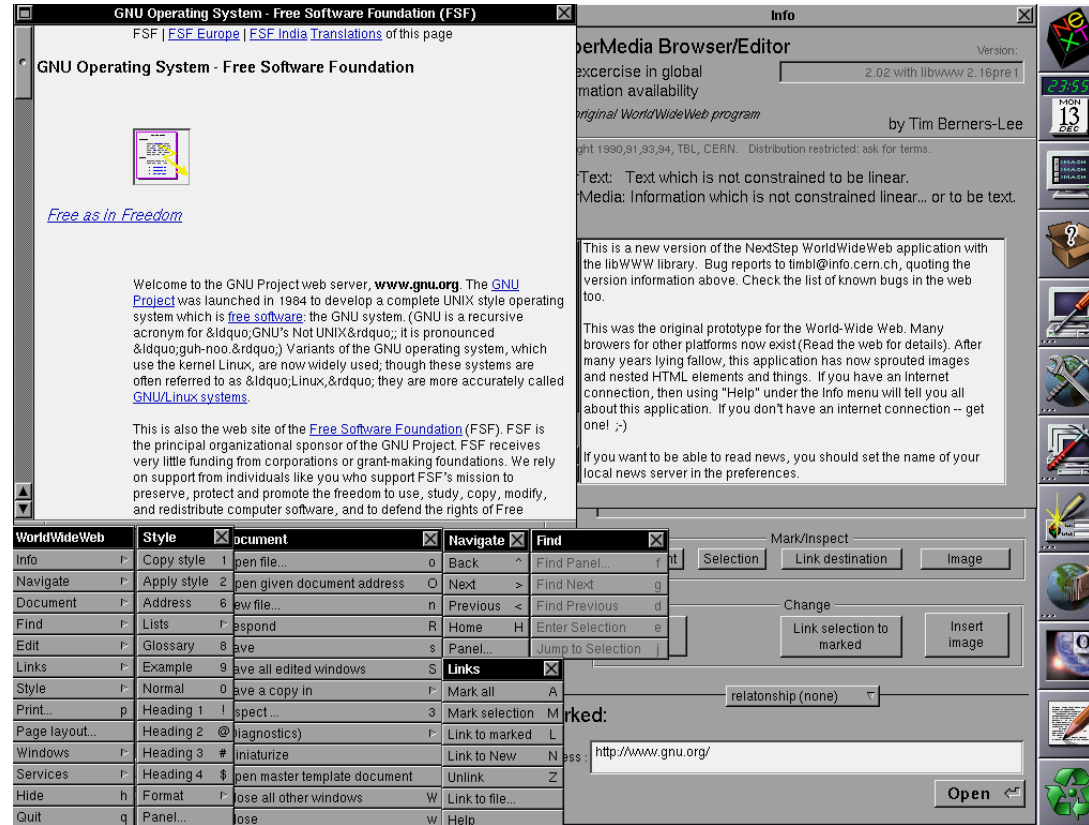 GNU Operating System - Free Software Foundation (FSF)
FSF | FSF Europe | FSF India Translations of this page
GNU Operating System - Free Software Foundation
Free as in Freedom
Welcome to the GNU Project web server, www.gnu.org. The GNU
Project was launched in 1984 to develop a complete UNIX style operating
system which is free software: the GNU system. (GNU is a recursive
acronym for &ldquo;GNU's Not UNIX&rdquo;; it is pronounced
&ldquo;guh-noo.&rdquo;) Variants of the GNU operating system, which
use the kernel Linux, are now widely used; though these systems are
often referred to as &ldquo;Linux,&rdquo; they are more accurately called
GNU/Linux systems.
This is also the web site of the Free Software Foundation (FSF). FSF is
the principal organizational sponsor of the GNU Project. FSF receives
very little funding from corporations or grant-making foundations. We rely
on support from individuals like you who support FSF's mission to
preserve, protect and promote the freedom to use, study, copy, modify,
and redistribute computer software, and to defend the rights of Free
Info
perMedia Browser/Editor
Version:
excercise in global
2.02 with libwww 2.16pre1
rmation availability
original WorldWideWeb program
by Tim Berners-Lee
ght 1990,91,93,94, TBL, CERN. Distribution restricted: ask for terms.
rText: Text which is not constrained to be linear.
rMedia: Information which is not constrained linear... or to be text.
This is a new version of the NextStep WorldWideWeb application with
the libWWW library. Bug reports to timbl@info.cern.ch, quoting the
version information above. Check the list of known bugs in the web
too.
This was the original prototype for the World-Wide Web. Many
browers for other platforms now exist (Read the web for details). After
many years lying fallow, this application has now sprouted images
and nested HTML elements and things. If you have an Internet
connection, then using "Help" under the Info menu will tell you all
about this application. If you don't have an internet connection -- get
one! ;-)
If you want to be able to read news, you should set the name of your
local news server in the preferences.
NeXT
23:55
MON
13
DEC
WorldWideWeb
Info
Navigate
Document
Find
Edit
Links
Style
Print... p
Page layout...
Windows
Services
Hide h
Quit q
Style
Copy style 1
Apply style 2
Address 6
Lists
Glossary 8
Example 9
Normal 0
Heading 1 !
Heading 2 @
Heading 3 #
Heading 4 $
Format
Panel...
ocument
pen file... o
pen given document address O
ew file... n
espond R
ave s
ave all edited windows S
ave a copy in
spect ... 3
iagnostics)
iniaturize
pen master template document
lose all other windows W
lose w
Navigate
Back ^
Next >
Previous <
Home H
Panel...
Find
Find Panel... f
Find Next g
Find Previous d
Enter Selection e
Jump to Selection j
Links
Mark all A
Mark selection M
Link to marked L
Link to New N
Unlink Z
Link to file...
Help
Mark/Inspect
nt
Selection
Link destination
Image
Change
Link selection to
marked
Insert
image
relatonship (none)
rked:
ess : http://www.gnu.org/
Open